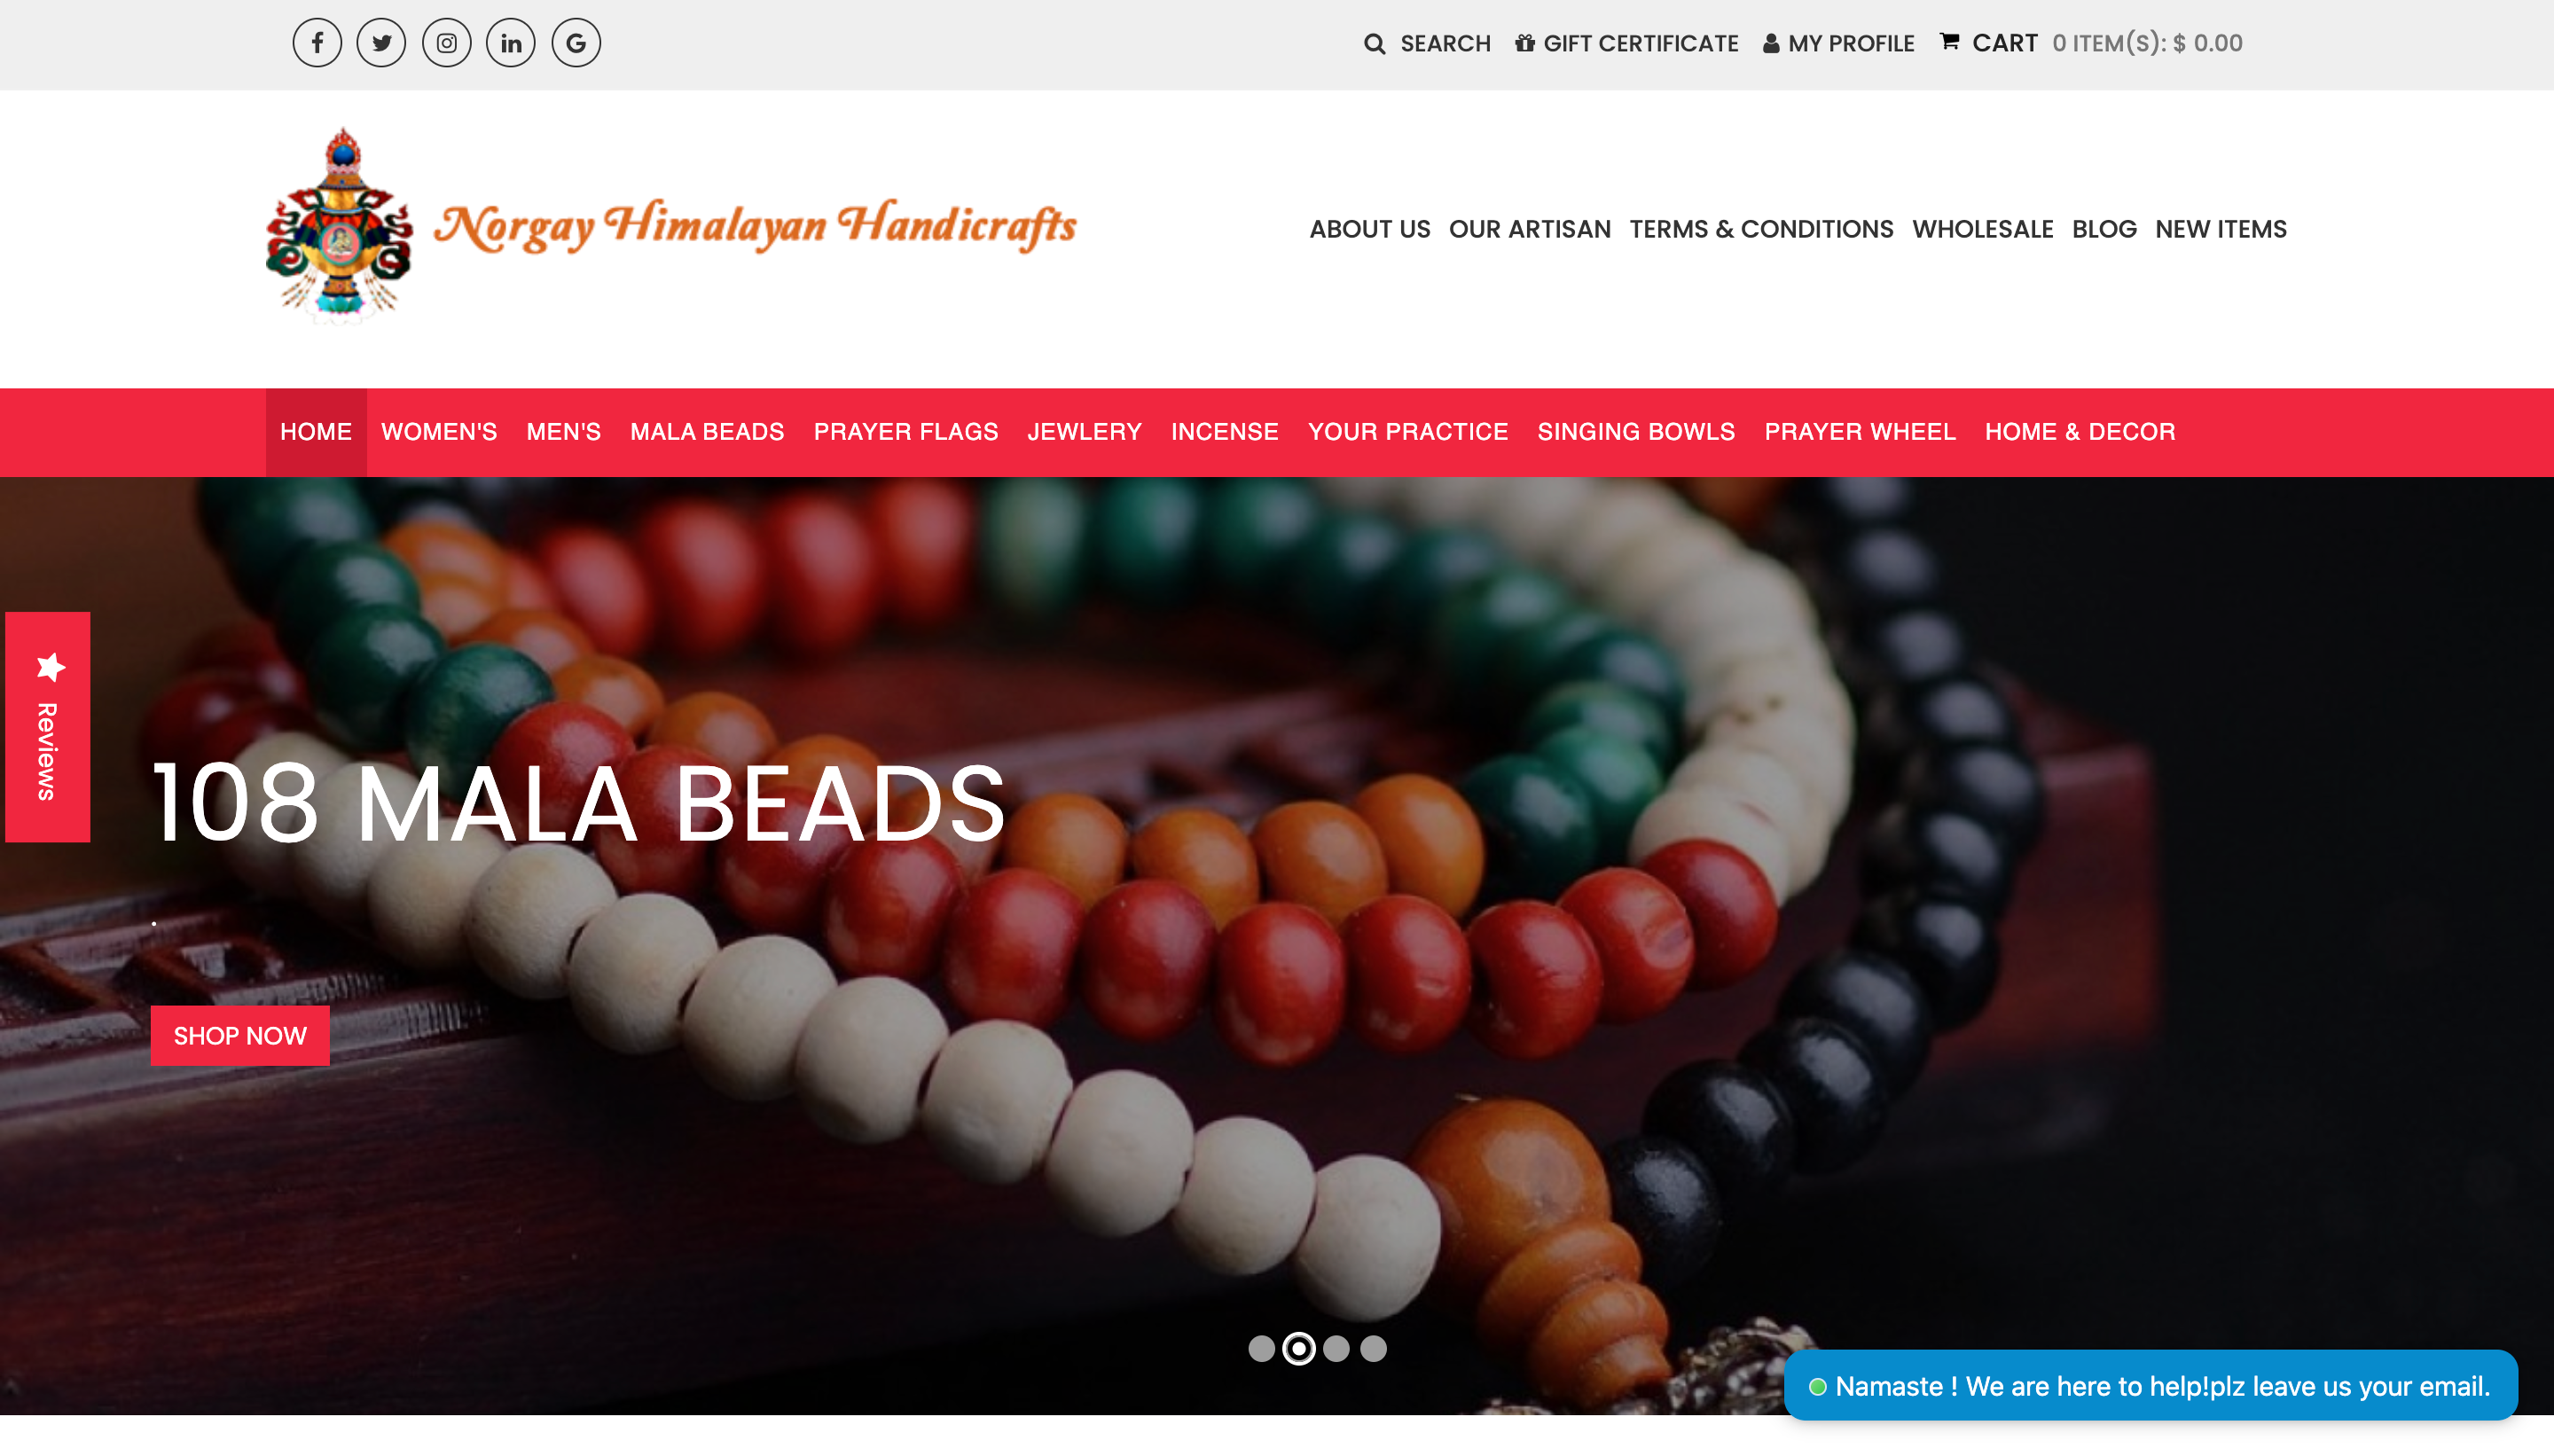 SEARCH GIFT CERTIFICATE MY PROFILE CART 0 ITEM(S): $ 0.00
Norgay Himalayan Handicrafts
ABOUT US OUR ARTISAN TERMS & CONDITIONS WHOLESALE BLOG NEW ITEMS
HOME WOMEN'S MEN'S MALA BEADS PRAYER FLAGS JEWLERY INCENSE YOUR PRACTICE SINGING BOWLS PRAYER WHEEL HOME & DECOR
Reviews
108 MALA BEADS
.
SHOP NOW
Namaste ! We are here to help!plz leave us your email.